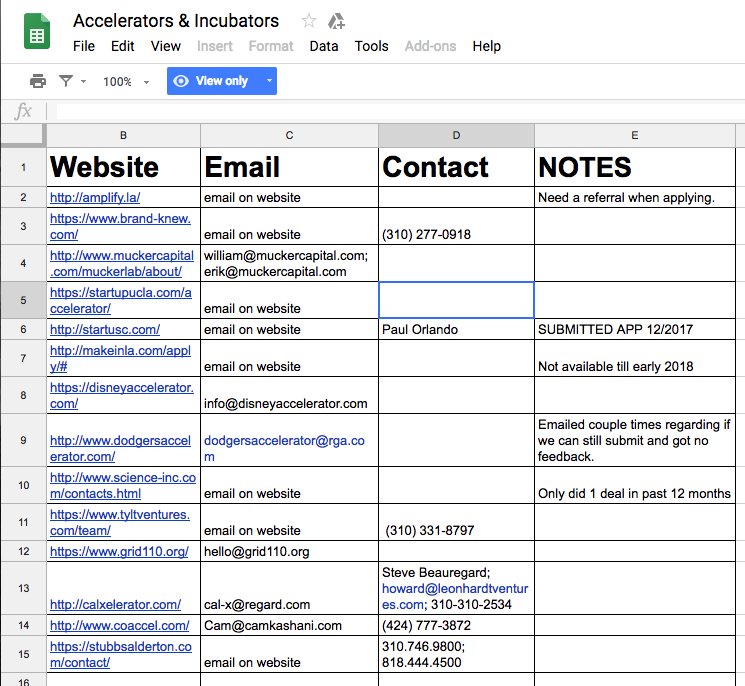 Accelerators & Incubators
File Edit View Insert Format Data Tools Add-ons Help
100% View only
fx
B C D E
1 Website Email Contact NOTES
2 http://amplify.la/ email on website Need a referral when applying.
https://www.brand-knew.
3 com/ email on website (310) 277-0918
http://www.muckercapital william@muckercapital.com;
4 .com/muckerlab/about/ erik@muckercapital.com
https://startupucla.com/a
5 ccelerator/ email on website
6 http://startusc.com/ email on website Paul Orlando SUBMITTED APP 12/2017
http://makeinla.com/appl
7 y/# email on website Not available till early 2018
https://disneyaccelerator.
8 com/ info@disneyaccelerator.com
Emailed couple times regarding if
http://www.dodgersaccel dodgersaccelerator@rga.co we can still submit and got no
9 erator.com/ m feedback.
http://www.science-inc.co
10 m/contacts.html email on website Only did 1 deal in past 12 months
https://www.tyltventures.
11 com/team/ email on website (310) 331-8797
12 https://www.grid110.org/ hello@grid110.org
Steve Beauregard;
howard@leonhardtventur
13 http://calxelerator.com/ cal-x@regard.com es.com; 310-310-2534
14 http://www.coaccel.com/ Cam@camkashani.com (424) 777-3872
https://stubbsalderton.co 310.746.9800;
15 m/contact/ email on website 818.444.4500
16